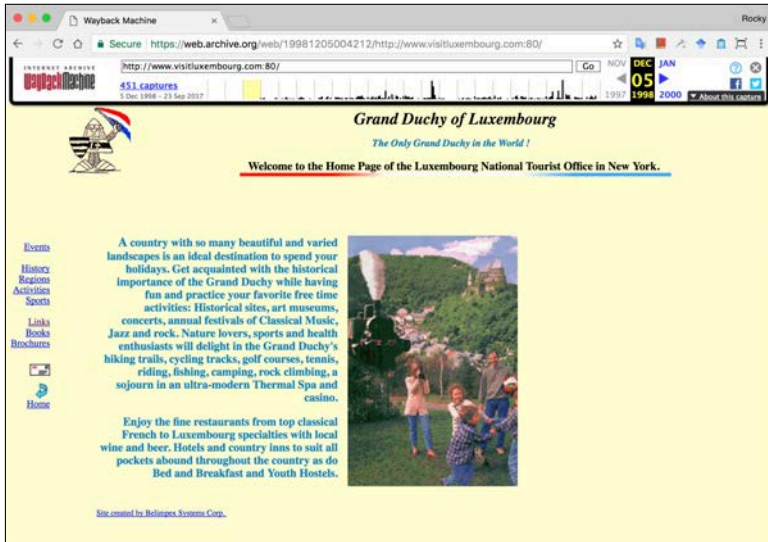 Wayback Machine
Rocky
Secure https://web.archive.org/web/19981205004212/http://www.visitluxembourg.com:80/
INTERNET ARCHIVE
WayBackMachine
http://www.visitluxembourg.com:80/
Go
NOV DEC JAN
451 captures
05
5 Dec 1998 - 23 Sep 2017
1997 1998 2000
About this capture
Grand Duchy of Luxembourg
The Only Grand Duchy in the World !
Welcome to the Home Page of the Luxembourg National Tourist Office in New York.
Events
History
Regions
Activities
Sports
Links
Books
Brochures
Home
A country with so many beautiful and varied
landscapes is an ideal destination to spend your
holidays. Get acquainted with the historical
importance of the Grand Duchy while having
fun and practice your favorite free time
activities: Historical sites, art museums,
concerts, annual festivals of Classical Music,
Jazz and rock. Nature lovers, sports and health
enthusiasts will delight in the Grand Duchy's
hiking trails, cycling tracks, golf courses, tennis,
riding, fishing, camping, rock climbing, a
sojourn in an ultra-modern Thermal Spa and
casino.
Enjoy the fine restaurants from top classical
French to Luxembourg specialties with local
wine and beer. Hotels and country inns to suit all
pockets abound throughout the country as do
Bed and Breakfast and Youth Hostels.
Site created by Belimpex Systems Corp.